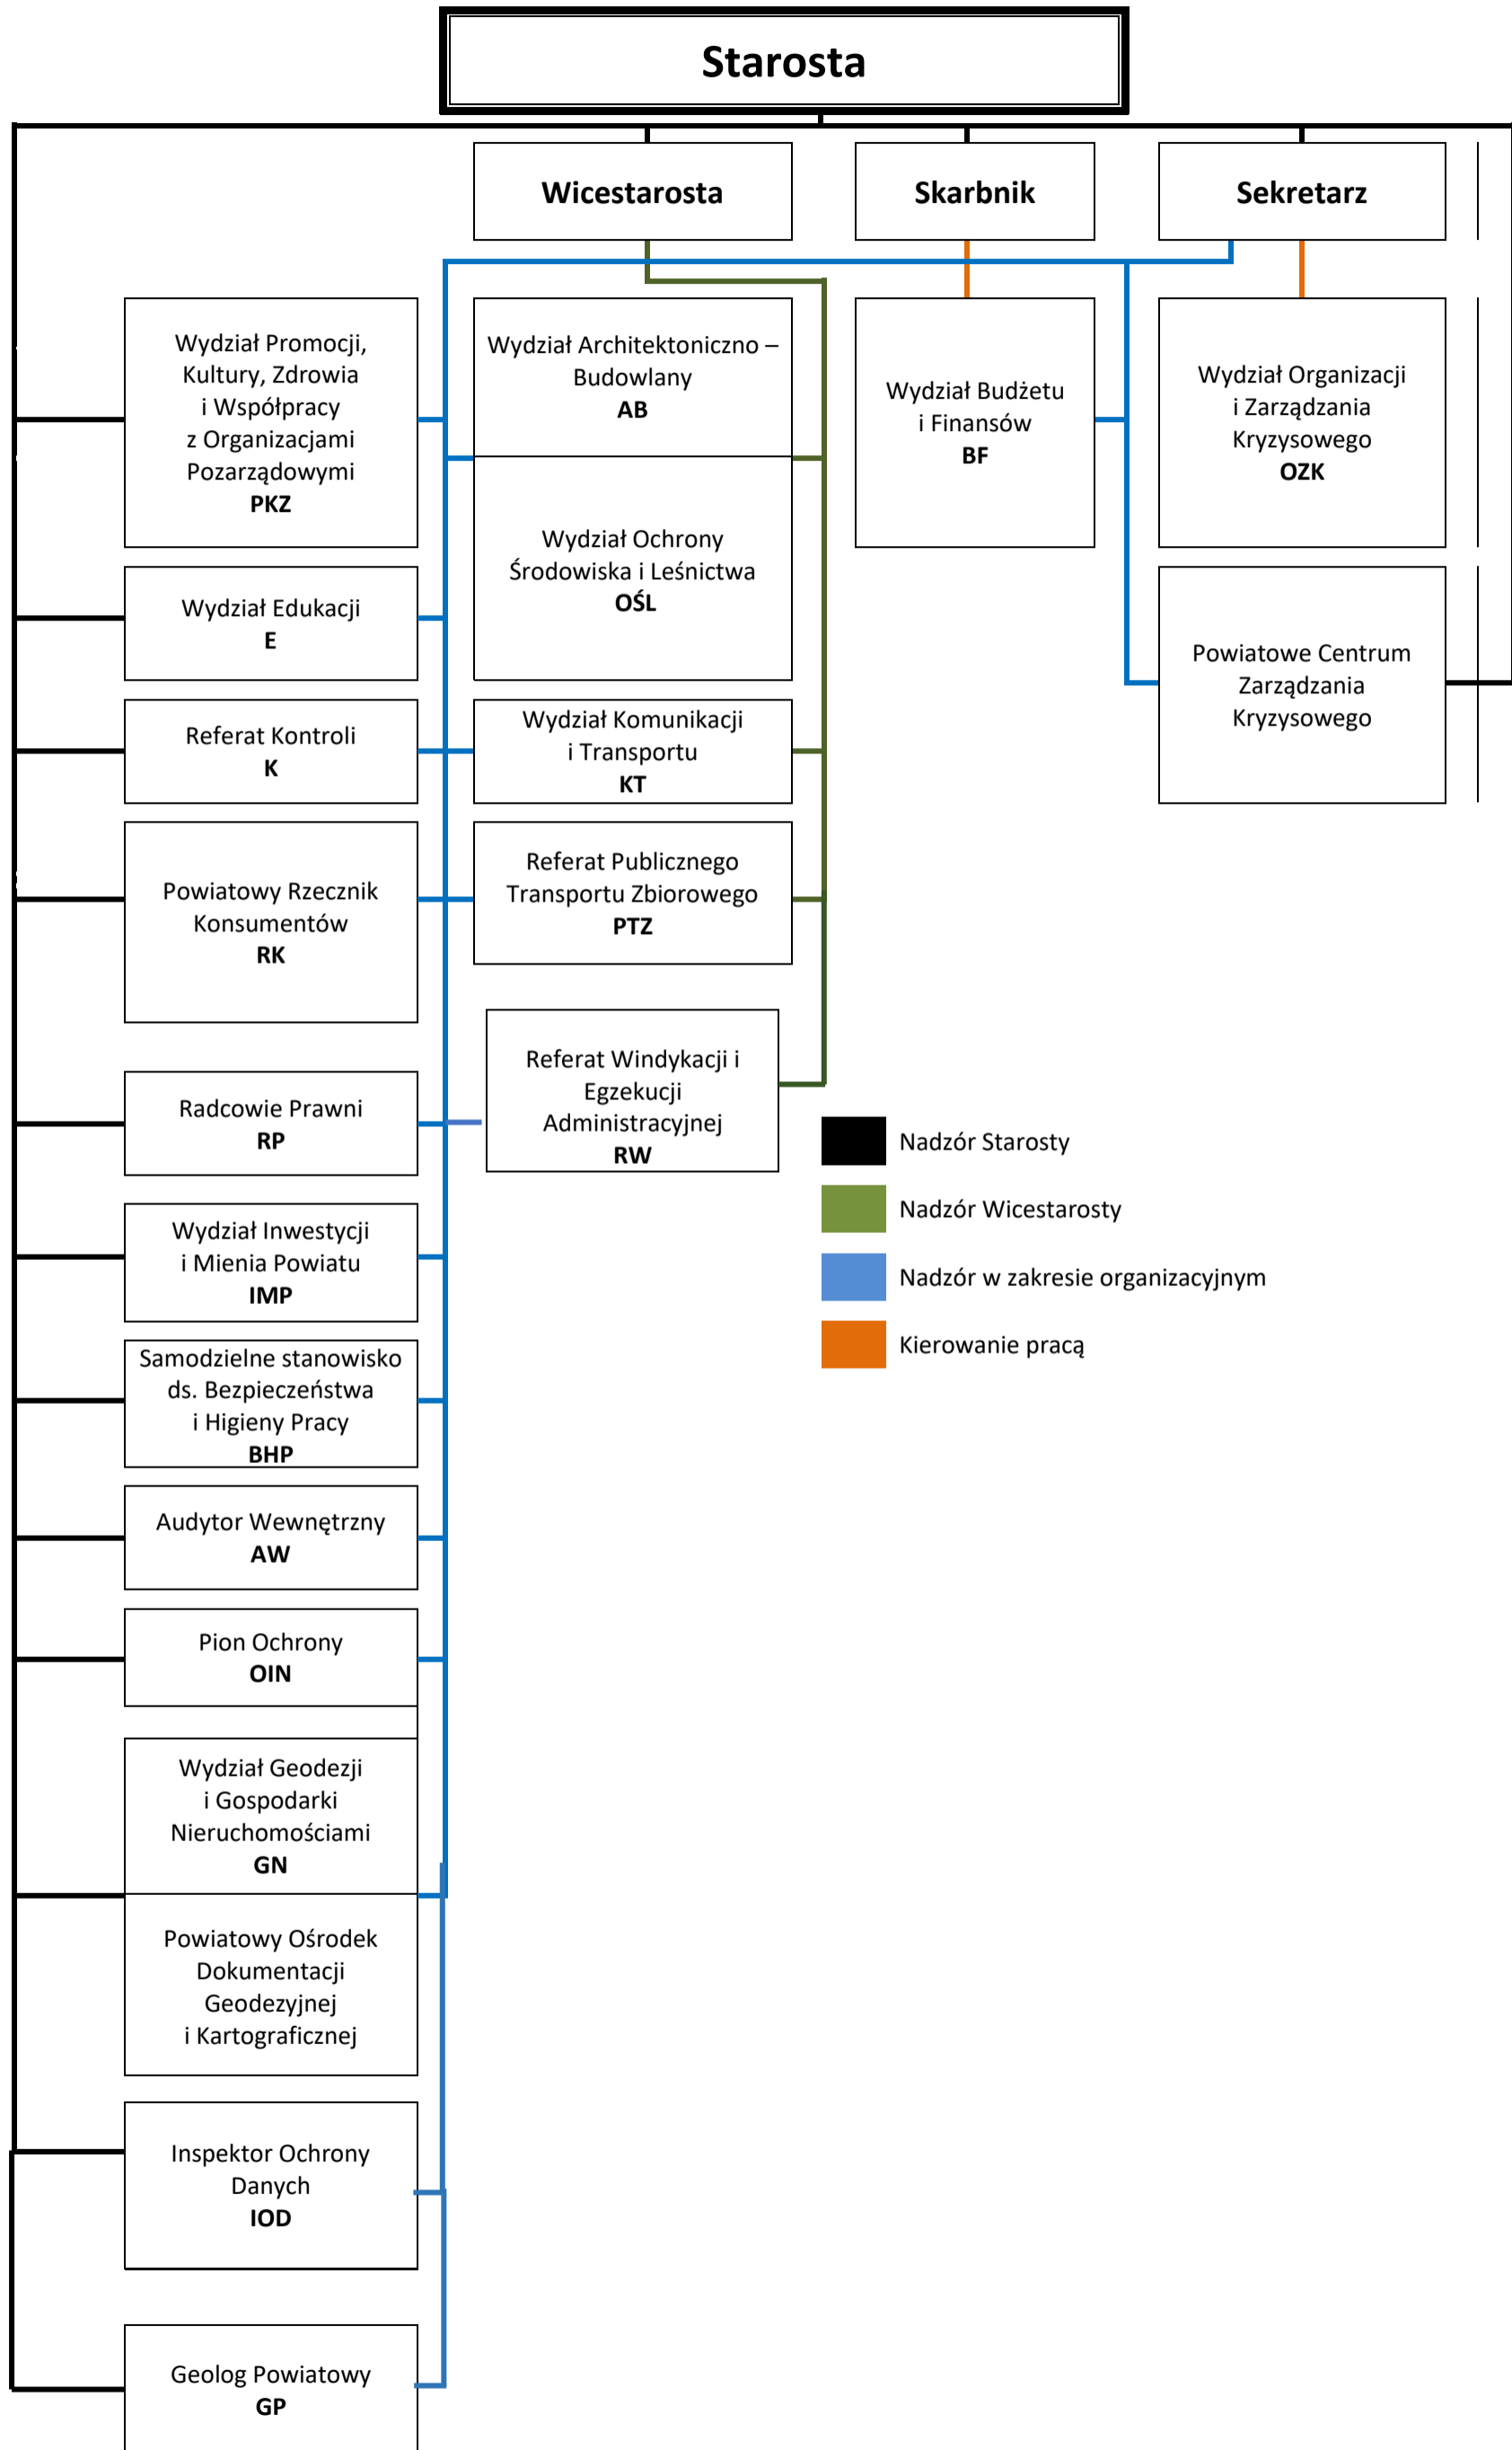 Starosta
Wicestarosta
Skarbnik
Sekretarz
Wydział Promocji,
Kultury, Zdrowia
i Współpracy
z Organizacjami
Pozarządowymi
PKZ
Wydział Edukacji
E
Referat Kontroli
K
Powiatowy Rzecznik
Konsumentów
RK
Radcowie Prawni
RP
Wydział Inwestycji
i Mienia Powiatu
IMP
Samodzielne stanowisko
ds. Bezpieczeństwa
i Higieny Pracy
BHP
Audytor Wewnętrzny
AW
Pion Ochrony
OIN
Wydział Geodezji
i Gospodarki
Nieruchomościami
GN
Powiatowy Ośrodek
Dokumentacji
Geodezyjnej
i Kartograficznej
Inspektor Ochrony
Danych
IOD
Geolog Powiatowy
GP
Wydział Architektoniczno –
Budowlany
AB
Wydział Ochrony
Środowiska i Leśnictwa
OŚL
Wydział Komunikacji
i Transportu
KT
Referat Publicznego
Transportu Zbiorowego
PTZ
Referat Windykacji i
Egzekucji
Administracyjnej
RW
Wydział Budżetu
i Finansów
BF
Wydział Organizacji
i Zarządzania
Kryzysowego
OZK
Powiatowe Centrum
Zarządzania
Kryzysowego
Nadzór Starosty
Nadzór Wicestarosty
Nadzór w zakresie organizacyjnym
Kierowanie pracą